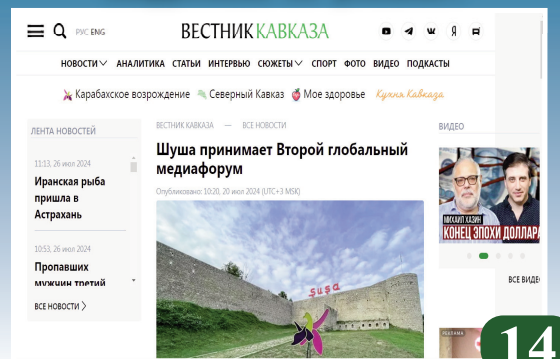 РУС ENG
ВЕСТНИК КАВКАЗА
НОВОСТИ АНАЛИТИКА СТАТЬИ ИНТЕРВЬЮ СЮЖЕТЫ СПОРТ ФОТО ВИДЕО ПОДКАСТЫ
Карабахское возрождение Северный Кавказ Мое здоровье Кухня Кавказа
ЛЕНТА НОВОСТЕЙ
11:13, 26 июл 2024
Иранская рыба
пришла в
Астрахань
10:53, 26 июл 2024
Пропавших
мужчин третий
ВСЕ НОВОСТИ
ВЕСТНИК КАВКАЗА — ВСЕ НОВОСТИ
Шуша принимает Второй глобальный
медиафорум
Опубликовано: 10:20, 20 июл 2024 (UTC+3 MSK)
şuşa
ВИДЕО
МИХАИЛ ХАЗИН
КОНЕЦ ЭПОХИ ДОЛЛАРА
ВСЕ ВИДЕ
РЕКЛАМА
14